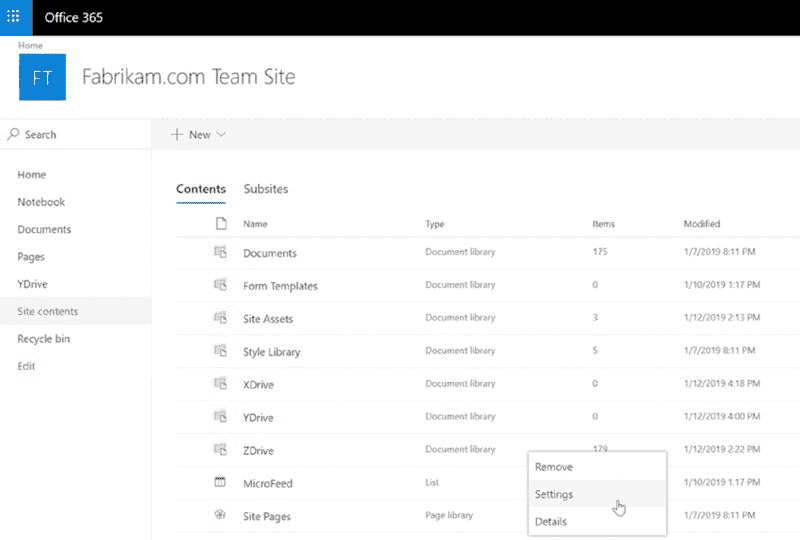 Office 365
Home
FT
Fabrikam.com Team Site
Search
New
Home
Notebook
Documents
Pages
YDrive
Site contents
Recycle bin
Edit
Contents Subsites
Name Type Items Modified
Documents Document library 175 1/7/2019 8:11 PM
Form Templates Document library 0 1/10/2019 1:17 PM
Site Assets Document library 3 1/12/2019 2:13 PM
Style Library Document library 5 1/7/2019 8:11 PM
XDrive Document library 0 1/12/2019 4:18 PM
YDrive Document library 0 1/12/2019 4:00 PM
ZDrive Document library 179 1/12/2019 2:22 PM
MicroFeed List 1/10/2019 1:17 PM
Site Pages Page library 1/7/2019 8:11 PM
Remove
Settings
Details